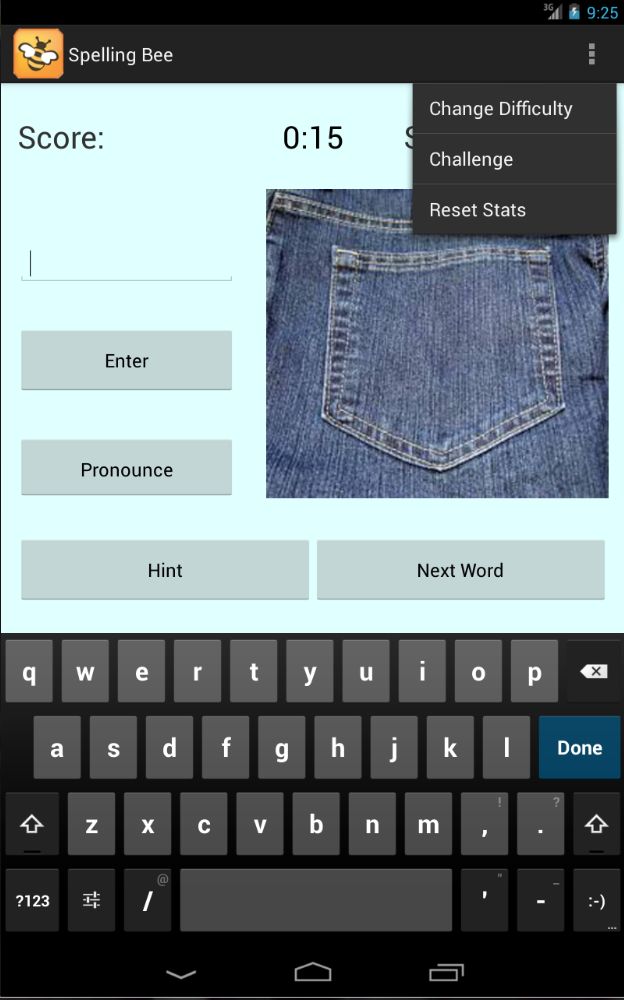 3G 9:25
Spelling Bee
Change Difficulty
Score: 0:15 S
Challenge
Reset Stats
Enter
Pronounce
Hint Next Word
q w e r t y u i o p
a s d f g h j k l Done
z x c v b n m , ! . ?
?123 / @ ' " - _ :-) ...